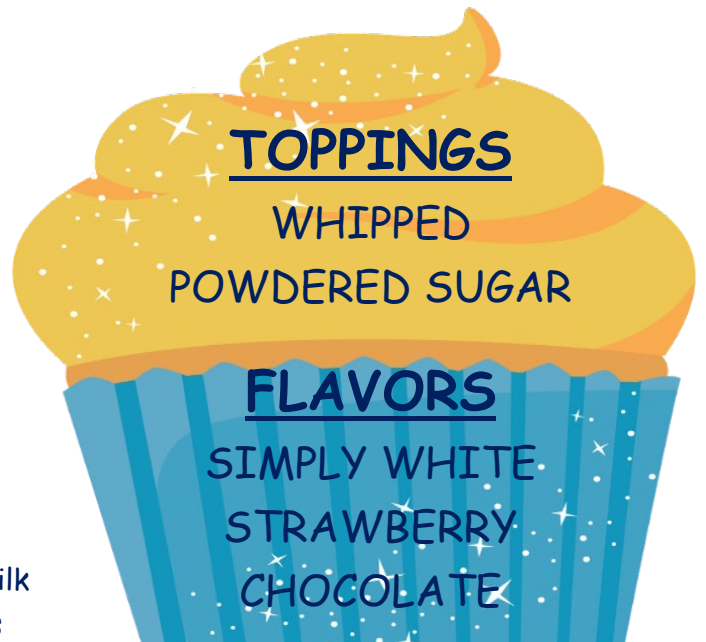 TOPPINGS
WHIPPED
POWDERED SUGAR
FLAVORS
SIMPLY WHITE
STRAWBERRY
CHOCOLATE